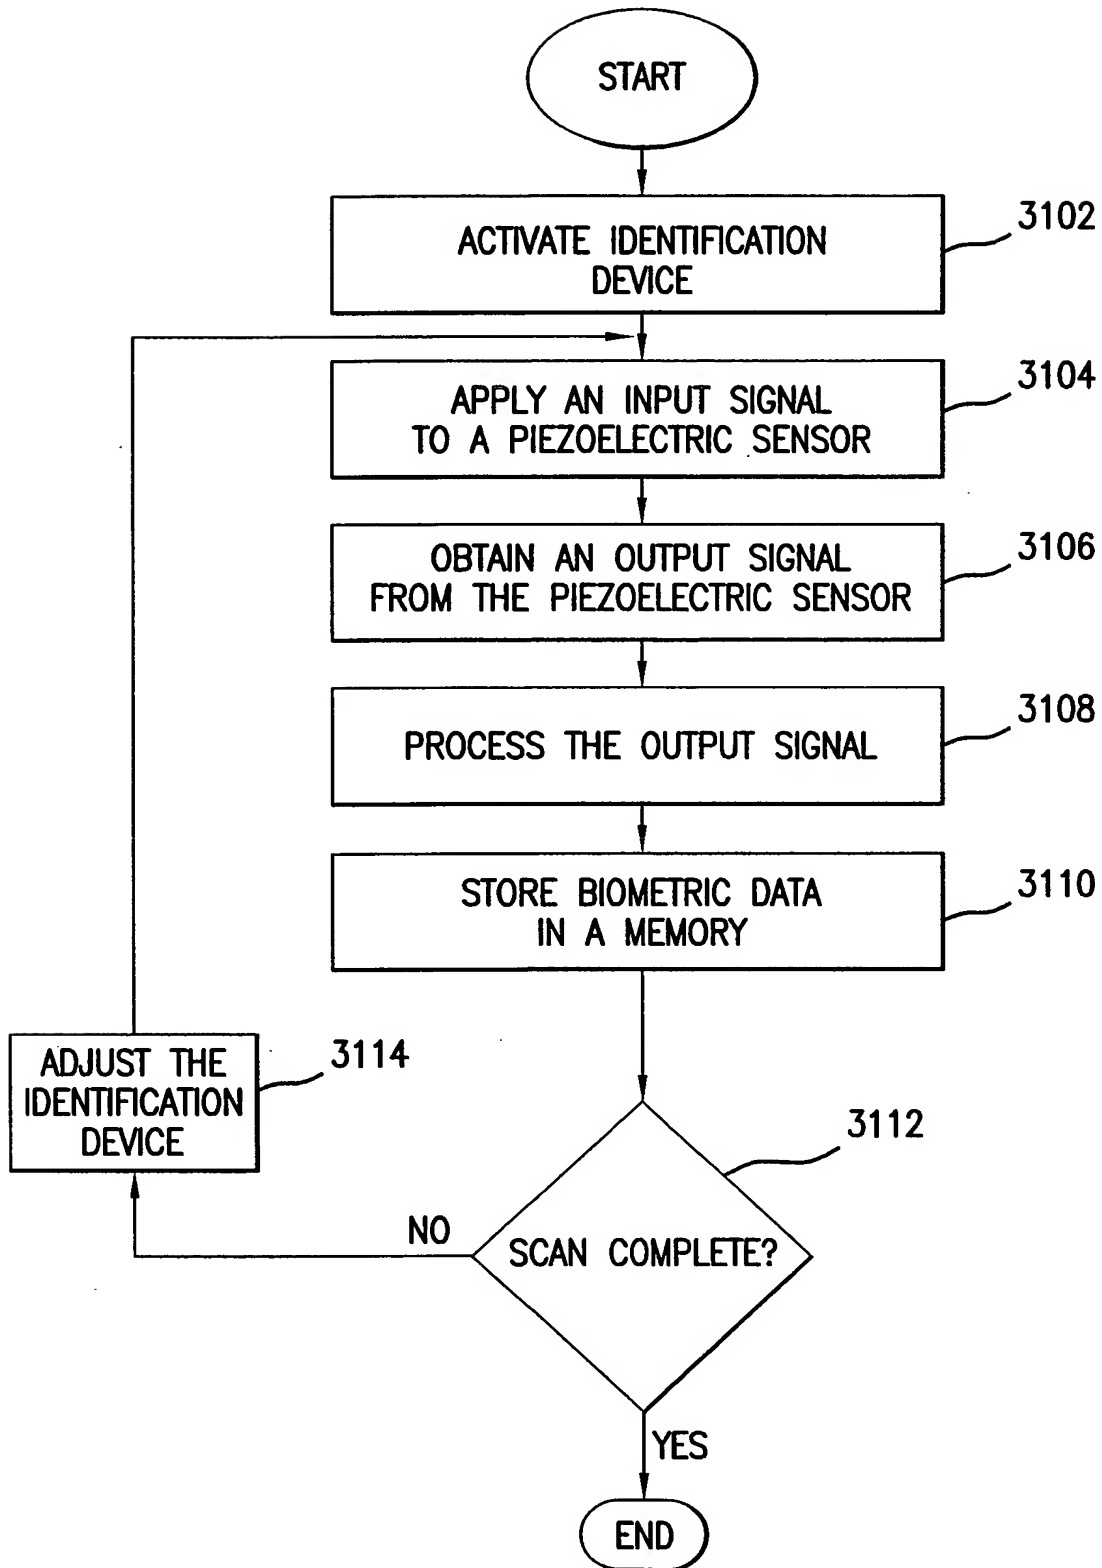 START
ACTIVATE IDENTIFICATION
DEVICE
3102
APPLY AN INPUT SIGNAL
TO A PIEZOELECTRIC SENSOR
3104
OBTAIN AN OUTPUT SIGNAL
FROM THE PIEZOELECTRIC SENSOR
3106
PROCESS THE OUTPUT SIGNAL
3108
STORE BIOMETRIC DATA
IN A MEMORY
3110
ADJUST THE
IDENTIFICATION
DEVICE
3114
3112
SCAN COMPLETE?
NO
YES
END